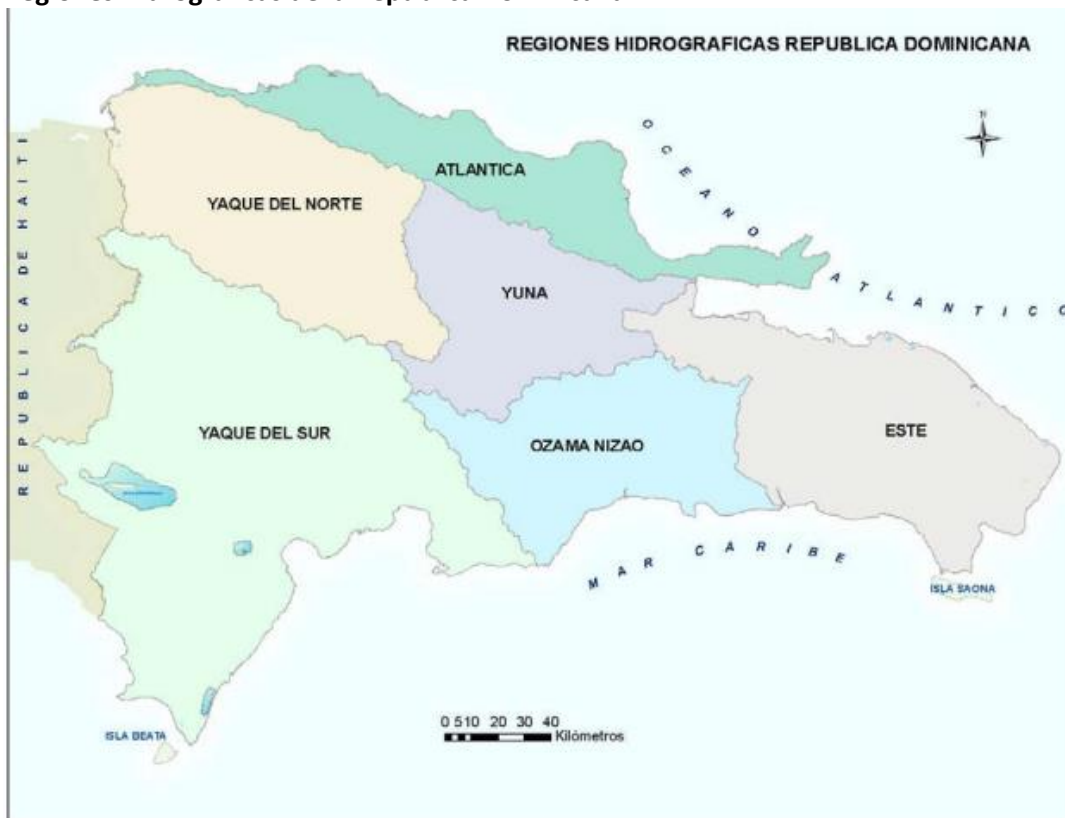 REGIONES HIDROGRAFICAS REPUBLICA DOMINICANA
N
OCEANO ATLANTICO
REPUBLICA DE HAITI
ATLANTICA
YAQUE DEL NORTE
YUNA
YAQUE DEL SUR
OZAMA NIZAO
ESTE
MAR CARIBE
ISLA SAONA
ISLA BEATA
0 5 10 20 30 40
Kilómetros